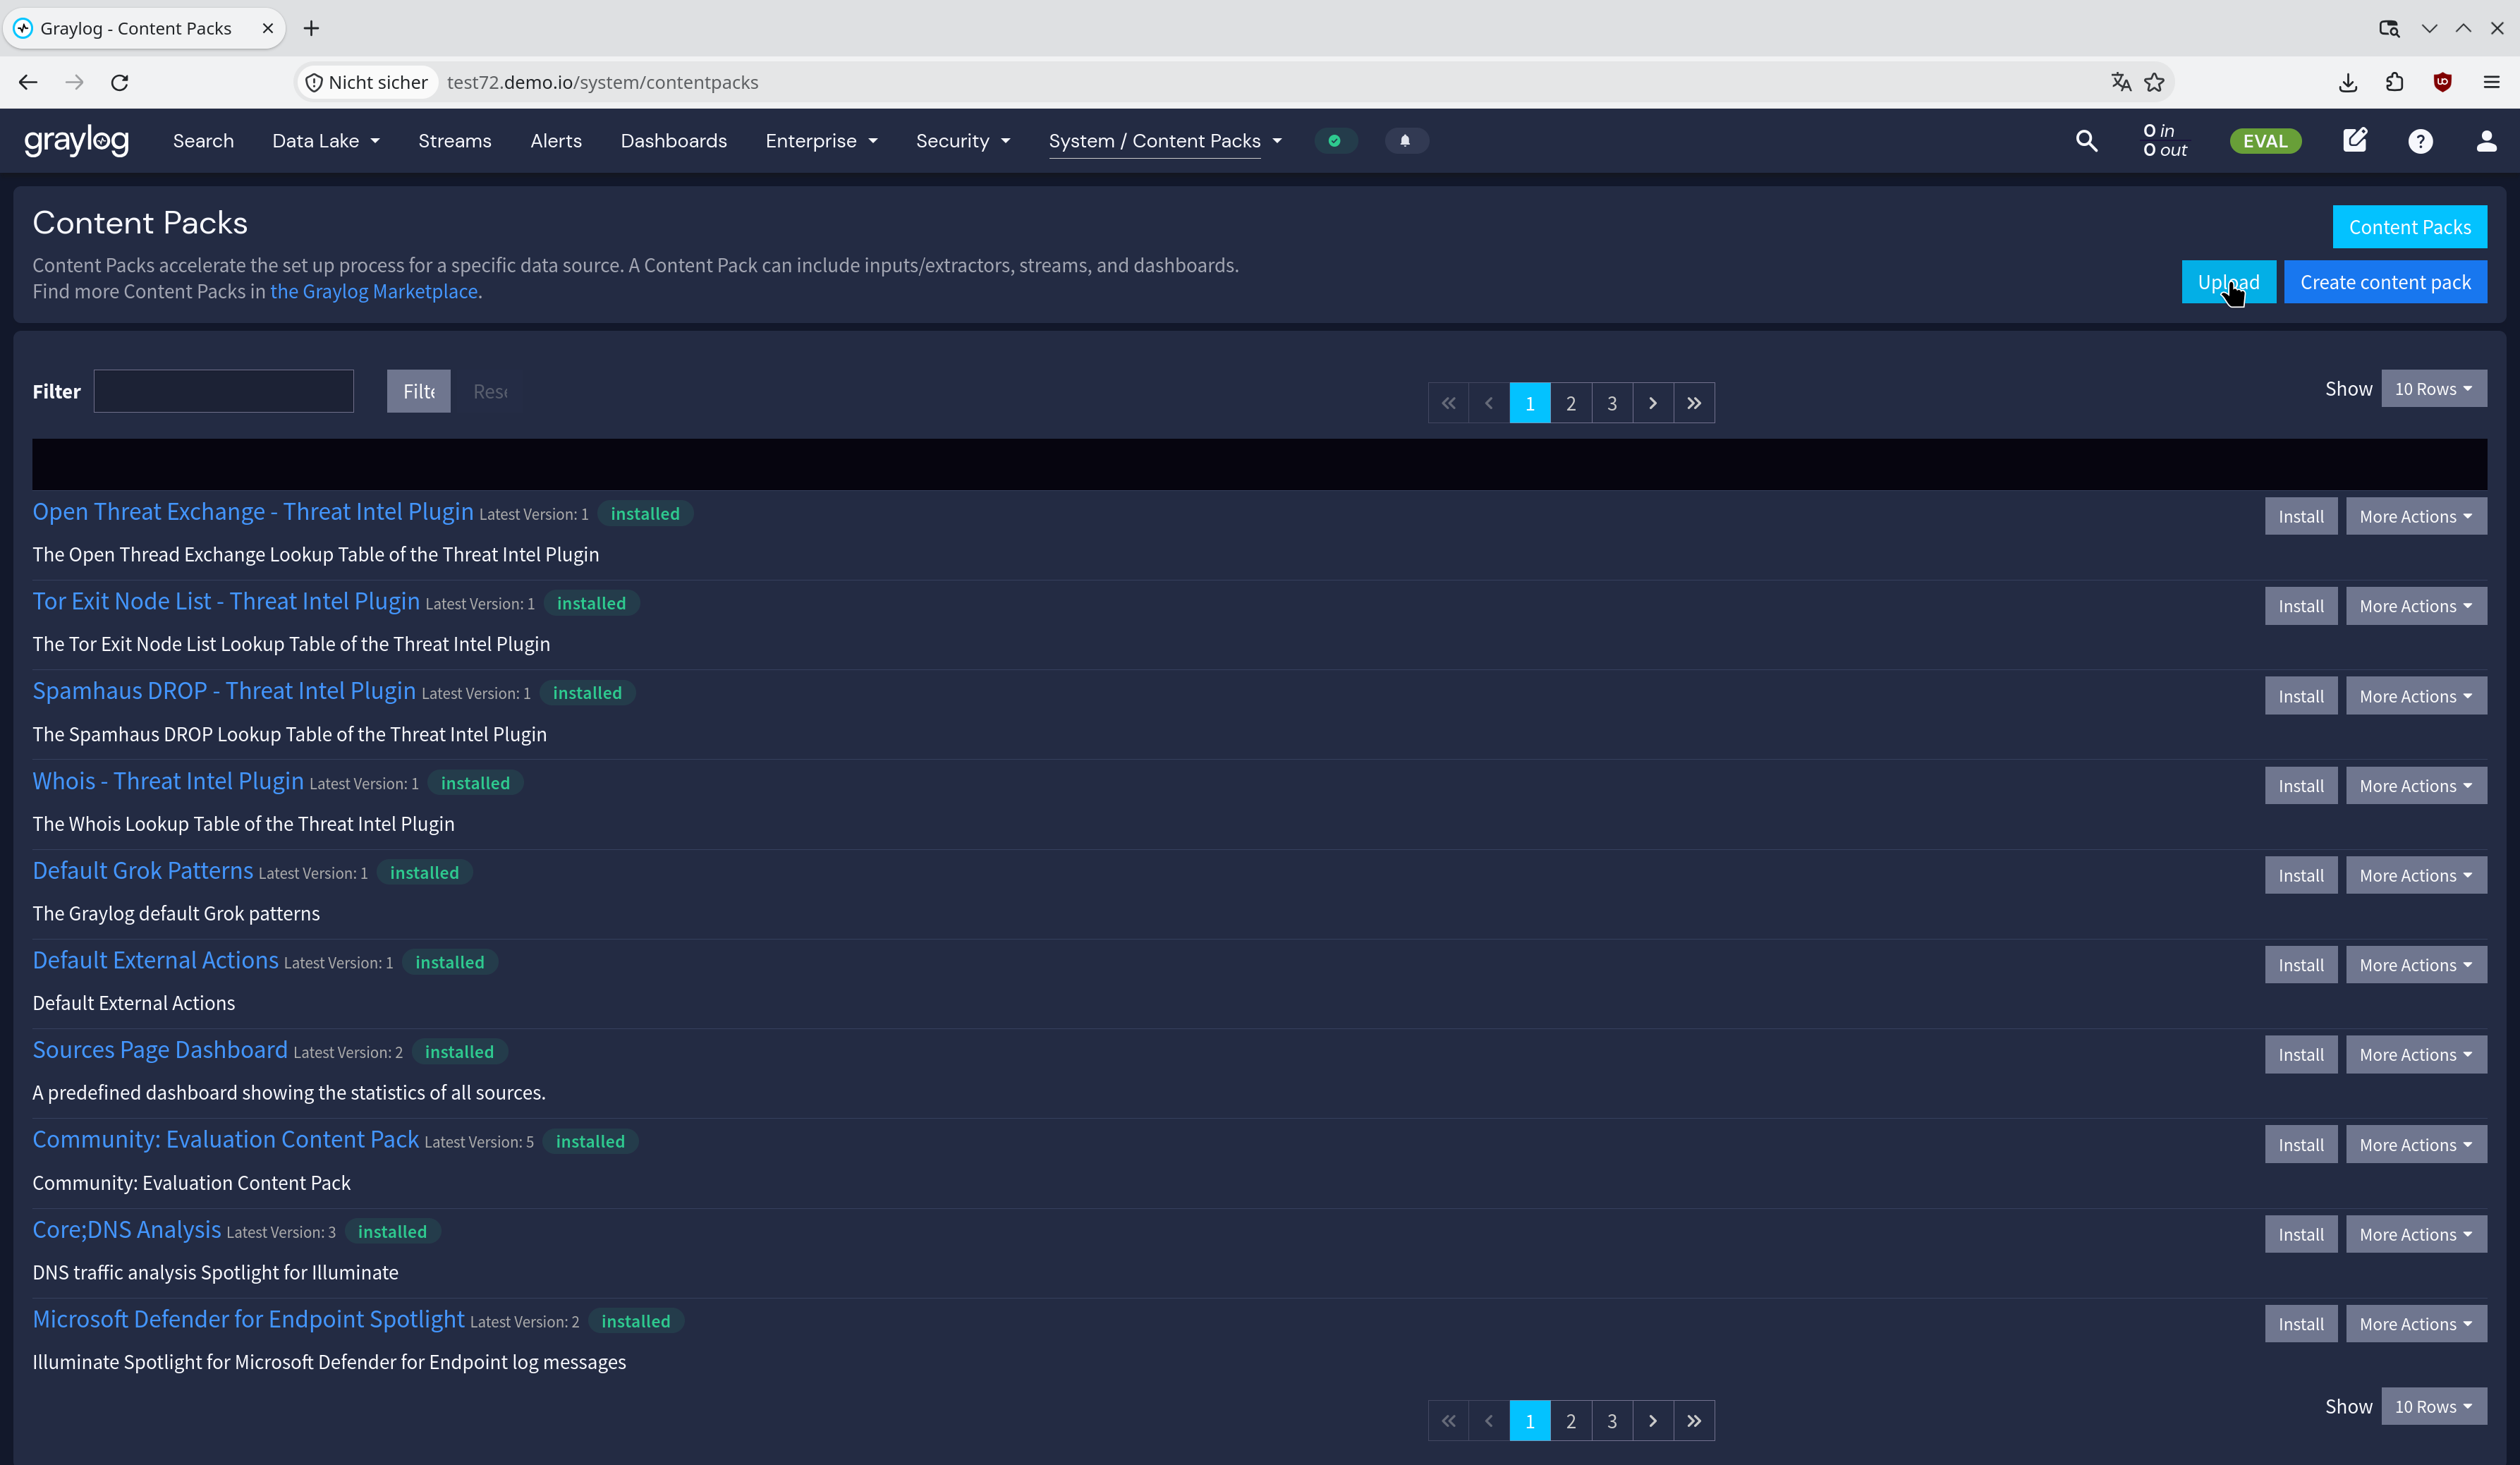 Graylog - Content Packs
Nicht sicher test72.demo.io/system/contentpacks
graylog Search Data Lake Streams Alerts Dashboards Enterprise Security System / Content Packs 0 in 0 out EVAL
Content Packs
Content Packs
Content Packs accelerate the set up process for a specific data source. A Content Pack can include inputs/extractors, streams, and dashboards.
Find more Content Packs in the Graylog Marketplace.
Upload Create content pack
Filter Filte Rese 1 2 3 Show 10 Rows
Open Threat Exchange - Threat Intel Plugin Latest Version: 1 installed Install More Actions
The Open Thread Exchange Lookup Table of the Threat Intel Plugin
Tor Exit Node List - Threat Intel Plugin Latest Version: 1 installed Install More Actions
The Tor Exit Node List Lookup Table of the Threat Intel Plugin
Spamhaus DROP - Threat Intel Plugin Latest Version: 1 installed Install More Actions
The Spamhaus DROP Lookup Table of the Threat Intel Plugin
Whois - Threat Intel Plugin Latest Version: 1 installed Install More Actions
The Whois Lookup Table of the Threat Intel Plugin
Default Grok Patterns Latest Version: 1 installed Install More Actions
The Graylog default Grok patterns
Default External Actions Latest Version: 1 installed Install More Actions
Default External Actions
Sources Page Dashboard Latest Version: 2 installed Install More Actions
A predefined dashboard showing the statistics of all sources.
Community: Evaluation Content Pack Latest Version: 5 installed Install More Actions
Community: Evaluation Content Pack
Core;DNS Analysis Latest Version: 3 installed Install More Actions
DNS traffic analysis Spotlight for Illuminate
Microsoft Defender for Endpoint Spotlight Latest Version: 2 installed Install More Actions
Illuminate Spotlight for Microsoft Defender for Endpoint log messages
1 2 3 Show 10 Rows